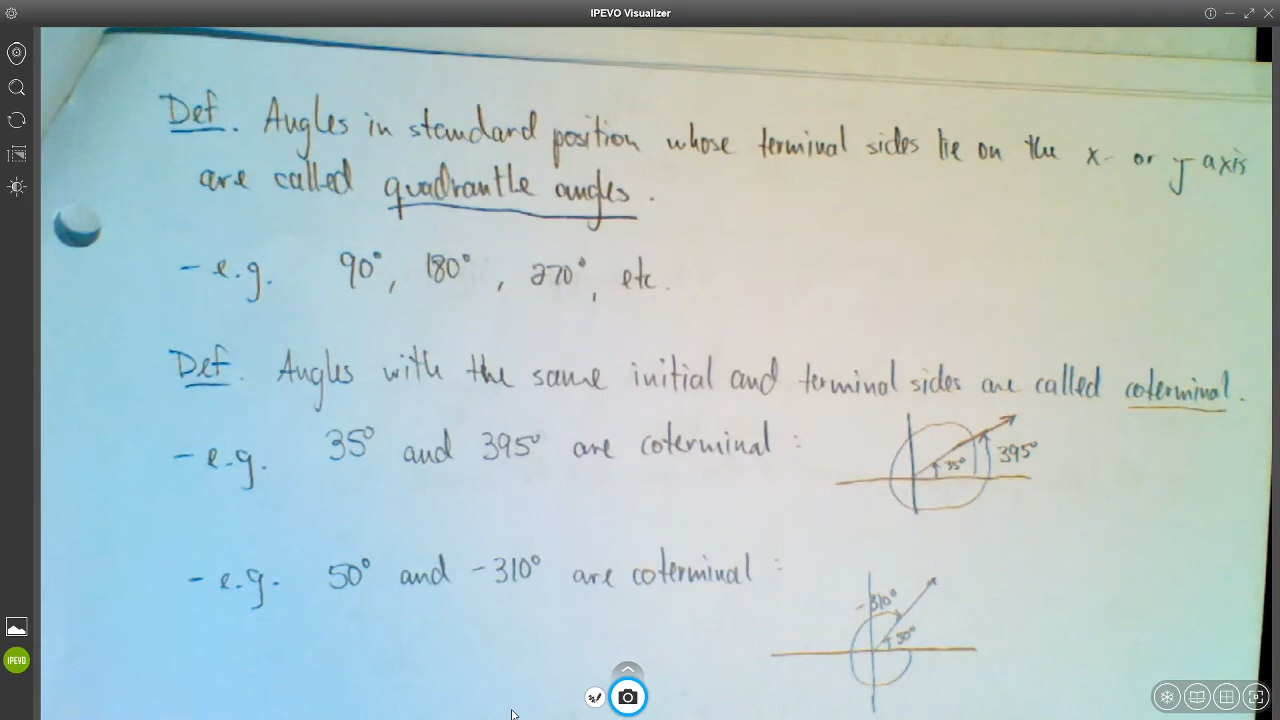 IPEVO Visualizer
Def. Angles in standard position whose terminal sides lie on the x- or y axis
are called quadrantle angles.
- e.g. 90°, 180°, 270°, etc.
Def. Angles with the same initial and terminal sides are called coterminal.
- e.g. 35° and 395° are coterminal :
35° 395°
- e.g. 50° and -310° are coterminal :
-310°
50°
IPEVO